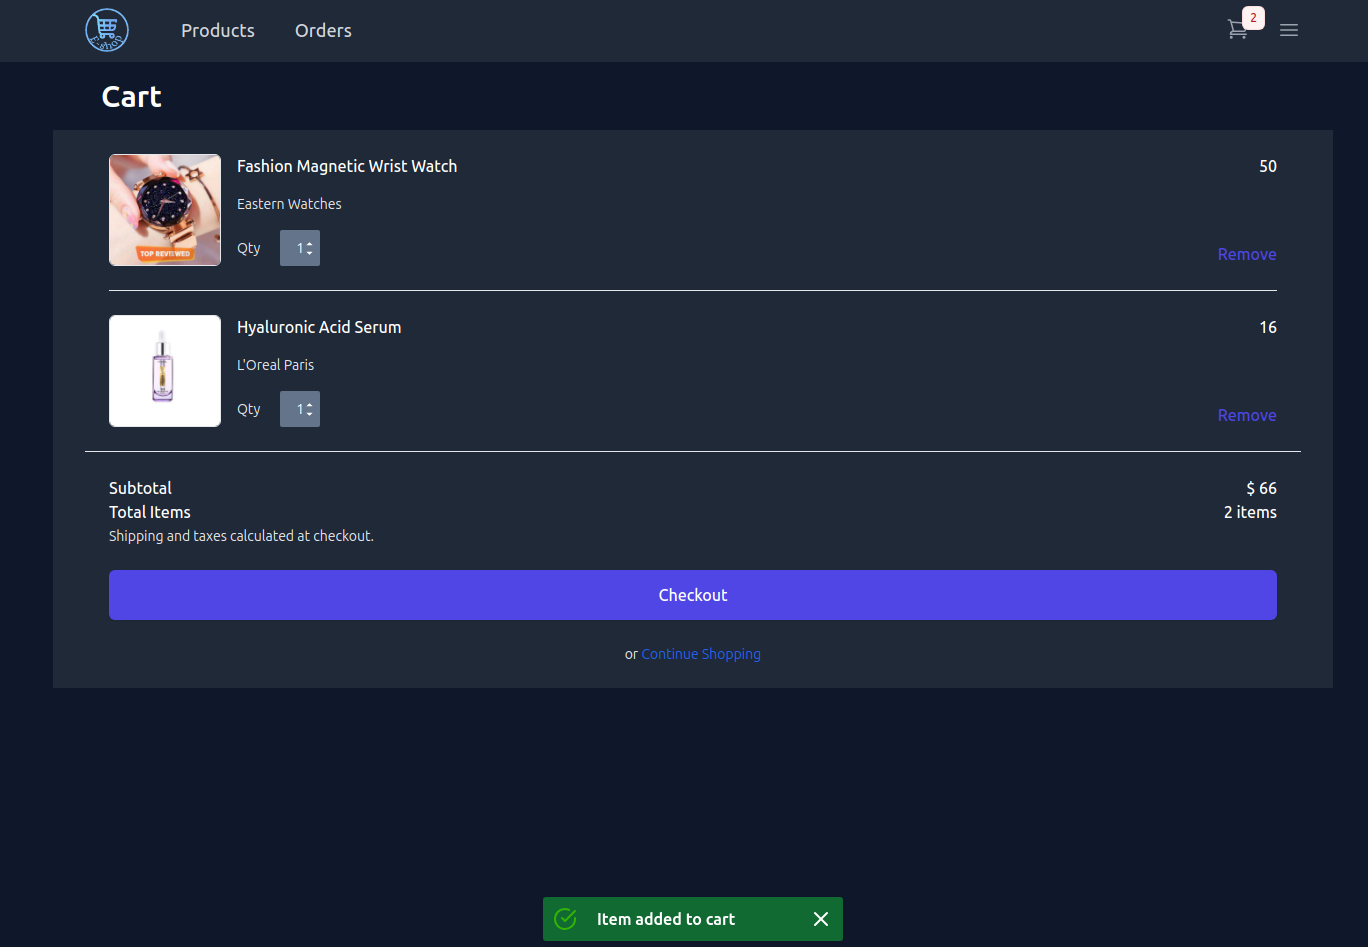 E-shop
Products Orders
2
Cart
Fashion Magnetic Wrist Watch 50
Eastern Watches
Qty 1
Remove
TOP REVIEWED
Hyaluronic Acid Serum 16
L'Oreal Paris
Qty 1
Remove
Subtotal $ 66
Total Items 2 items
Shipping and taxes calculated at checkout.
Checkout
or Continue Shopping
Item added to cart